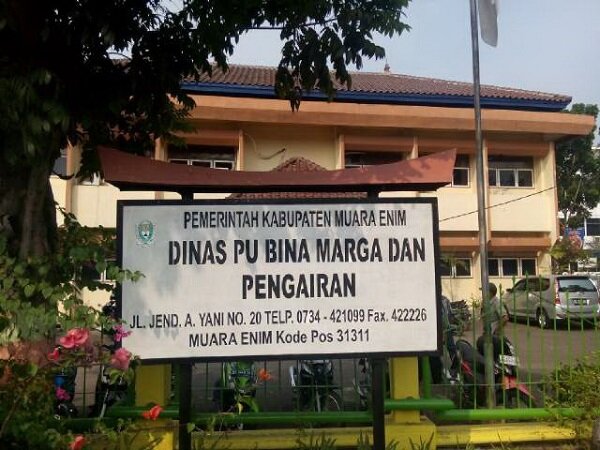 PEMERINTAH KABUPATEN MUARA ENIM
DINAS PU BINA MARGA DAN
PENGAIRAN
JL. JEND. A. YANI NO. 20 TELP. 0734 - 421099 Fax. 422226
MUARA ENIM Kode Pos 31311